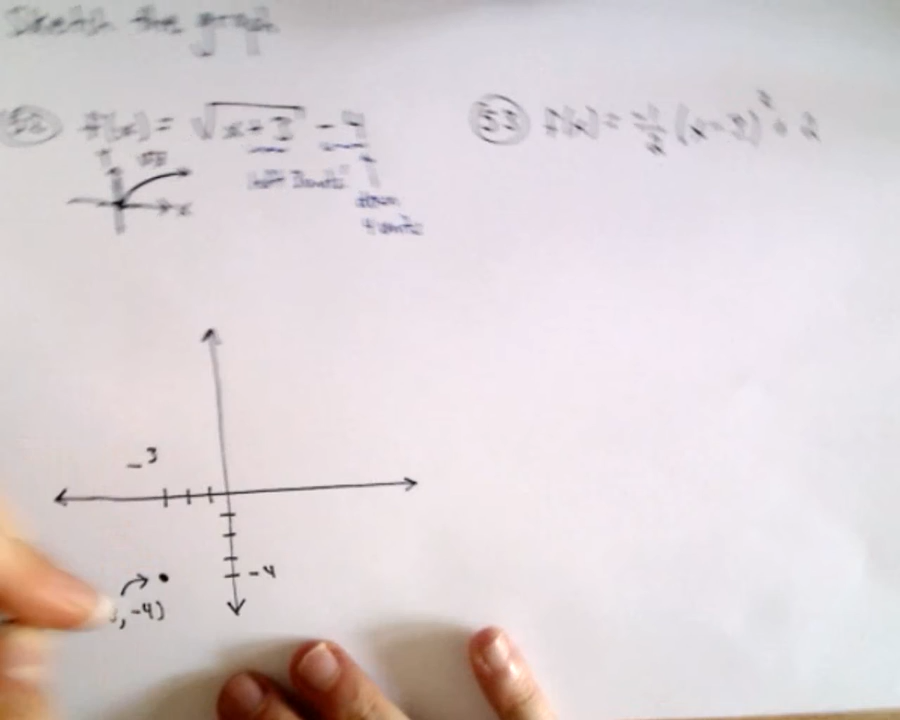 Sketch the graph
52 f(x) = √(x+3) - 4
√x
x
left 3 units
down
4 units
53 f(x) = -1/2 (x-3)² + 2
-3
-4
, -4)